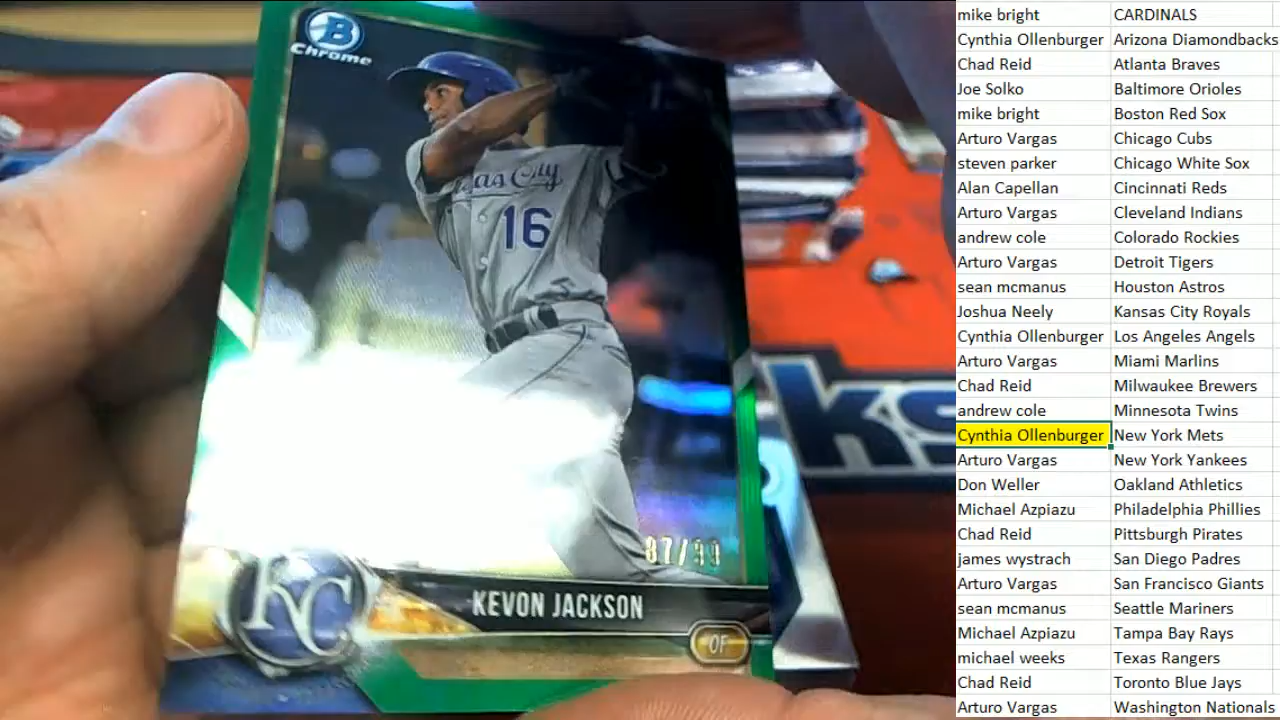 B
Chrome
Kansas City
16
87/99
KC
KEVON JACKSON
OF
ks
mike bright CARDINALS
Cynthia Ollenburger Arizona Diamondbacks
Chad Reid Atlanta Braves
Joe Solko Baltimore Orioles
mike bright Boston Red Sox
Arturo Vargas Chicago Cubs
steven parker Chicago White Sox
Alan Capellan Cincinnati Reds
Arturo Vargas Cleveland Indians
andrew cole Colorado Rockies
Arturo Vargas Detroit Tigers
sean mcmanus Houston Astros
Joshua Neely Kansas City Royals
Cynthia Ollenburger Los Angeles Angels
Arturo Vargas Miami Marlins
Chad Reid Milwaukee Brewers
andrew cole Minnesota Twins
Cynthia Ollenburger New York Mets
Arturo Vargas New York Yankees
Don Weller Oakland Athletics
Michael Azpiazu Philadelphia Phillies
Chad Reid Pittsburgh Pirates
james wystrach San Diego Padres
Arturo Vargas San Francisco Giants
sean mcmanus Seattle Mariners
Michael Azpiazu Tampa Bay Rays
michael weeks Texas Rangers
Chad Reid Toronto Blue Jays
Arturo Vargas Washington Nationals